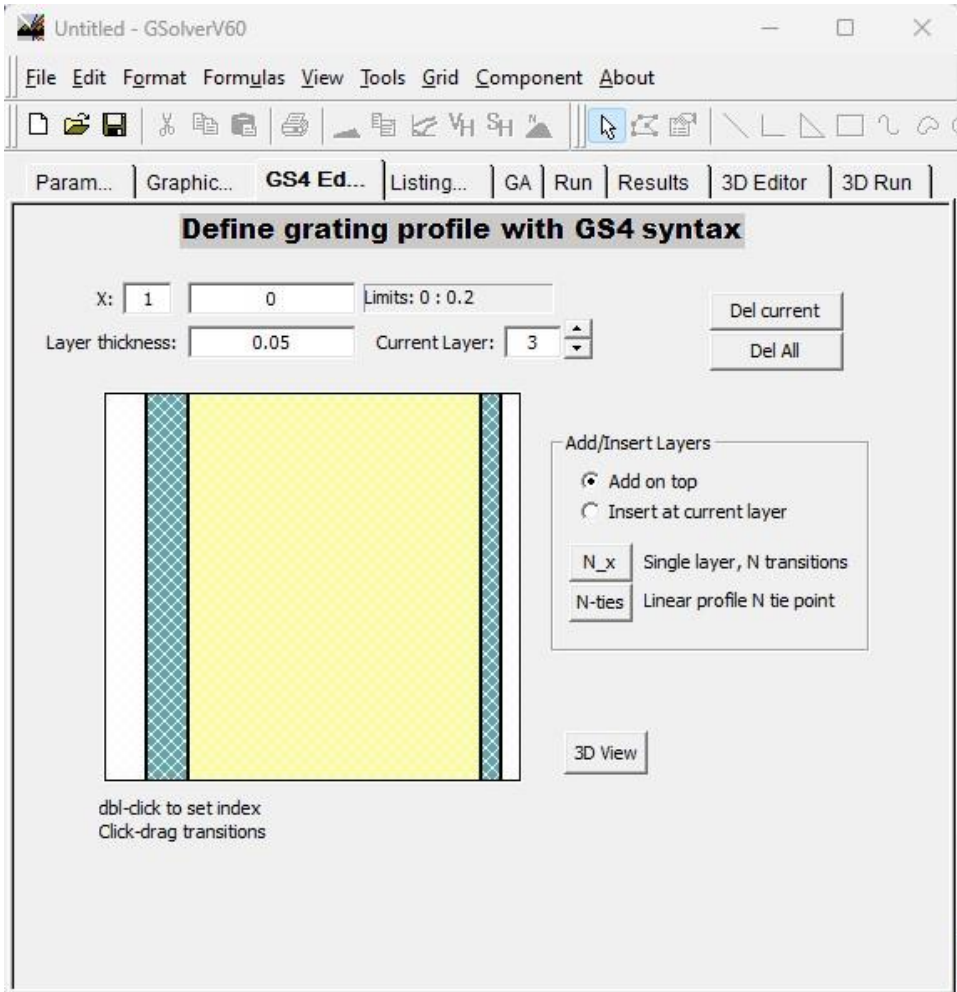 Untitled - GSolverV60
File Edit Format Formulas View Tools Grid Component About
VH SH N
Param... Graphic... GS4 Ed... Listing... GA Run Results 3D Editor 3D Run
Define grating profile with GS4 syntax
X: 1 0 Limits: 0 : 0.2 Del current
Layer thickness: 0.05 Current Layer: 3 Del All
Add/Insert Layers
Add on top
Insert at current layer
N_x Single layer, N transitions
N-ties Linear profile N tie point
3D View
dbl-click to set index
Click-drag transitions